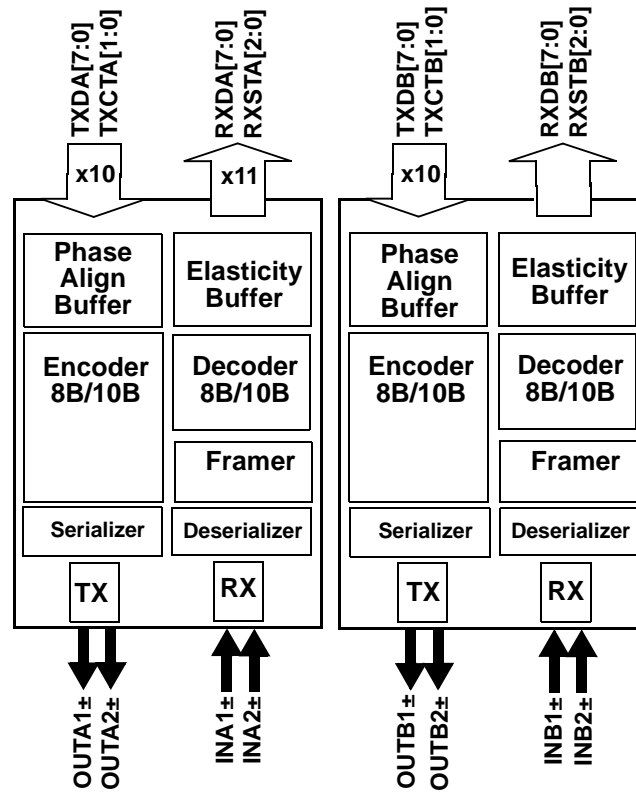 TXDA[7:0]
TXCTA[1:0]
RXDA[7:0]
RXSTA[2:0]
TXDB[7:0]
TXCTB[1:0]
RXDB[7:0]
RXSTB[2:0]
x10
x11
x10
Phase
Align
Buffer
Elasticity
Buffer
Phase
Align
Buffer
Elasticity
Buffer
Encoder
8B/10B
Decoder
8B/10B
Encoder
8B/10B
Decoder
8B/10B
Framer
Framer
Serializer
Deserializer
Serializer
Deserializer
TX
RX
TX
RX
OUTA1±
OUTA2±
INA1±
INA2±
OUTB1±
OUTB2±
INB1±
INB2±